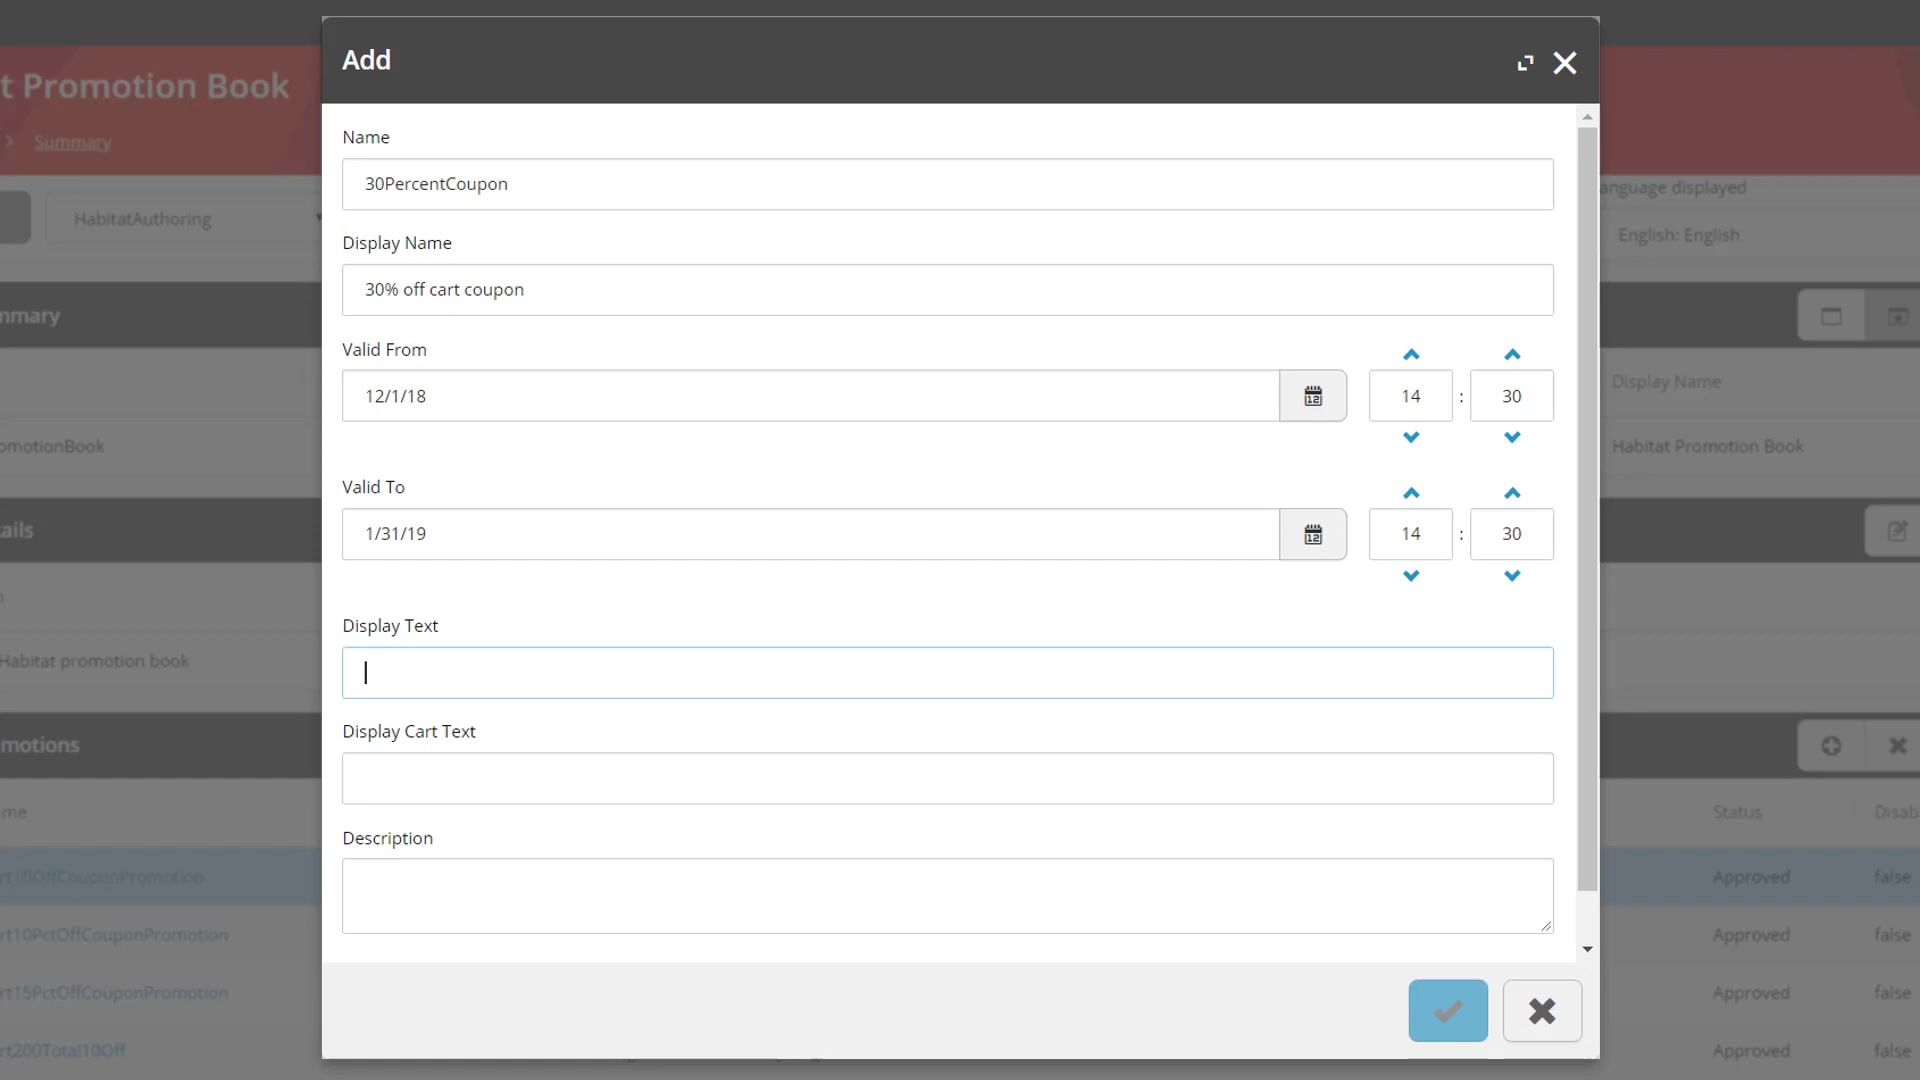 Add
t Promotion Book
Summary
HabitatAuthoring
anguage displayed
English: English
mmary
Display Name
omotionBook
Habitat Promotion Book
ails
n
Habitat promotion book
motions
me
Status
Disab
rt10OffCouponPromotion
Approved
false
rt10PctOffCouponPromotion
Approved
false
rt15PctOffCouponPromotion
Approved
false
rt200Total10Off
Approved
false
Name
30PercentCoupon
Display Name
30% off cart coupon
Valid From
12/1/18
12
14 : 30
Valid To
1/31/19
12
14 : 30
Display Text
Display Cart Text
Description